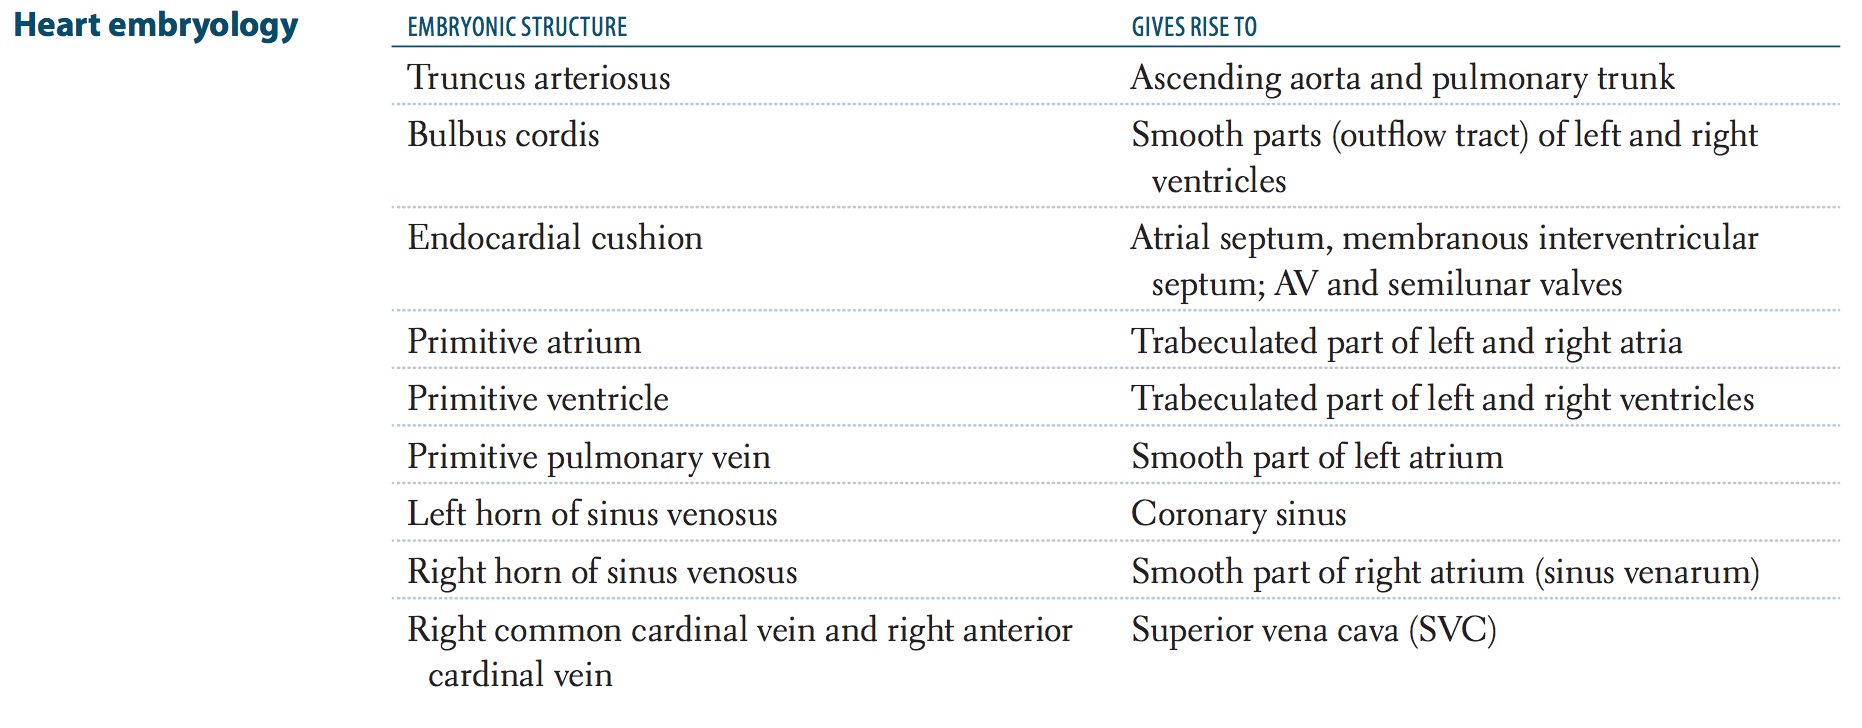 Heart embryology
EMBRYONIC STRUCTURE GIVES RISE TO
Truncus arteriosus Ascending aorta and pulmonary trunk
Bulbus cordis Smooth parts (outflow tract) of left and right
ventricles
Endocardial cushion Atrial septum, membranous interventricular
septum; AV and semilunar valves
Primitive atrium Trabeculated part of left and right atria
Primitive ventricle Trabeculated part of left and right ventricles
Primitive pulmonary vein Smooth part of left atrium
Left horn of sinus venosus Coronary sinus
Right horn of sinus venosus Smooth part of right atrium (sinus venarum)
Right common cardinal vein and right anterior Superior vena cava (SVC)
cardinal vein